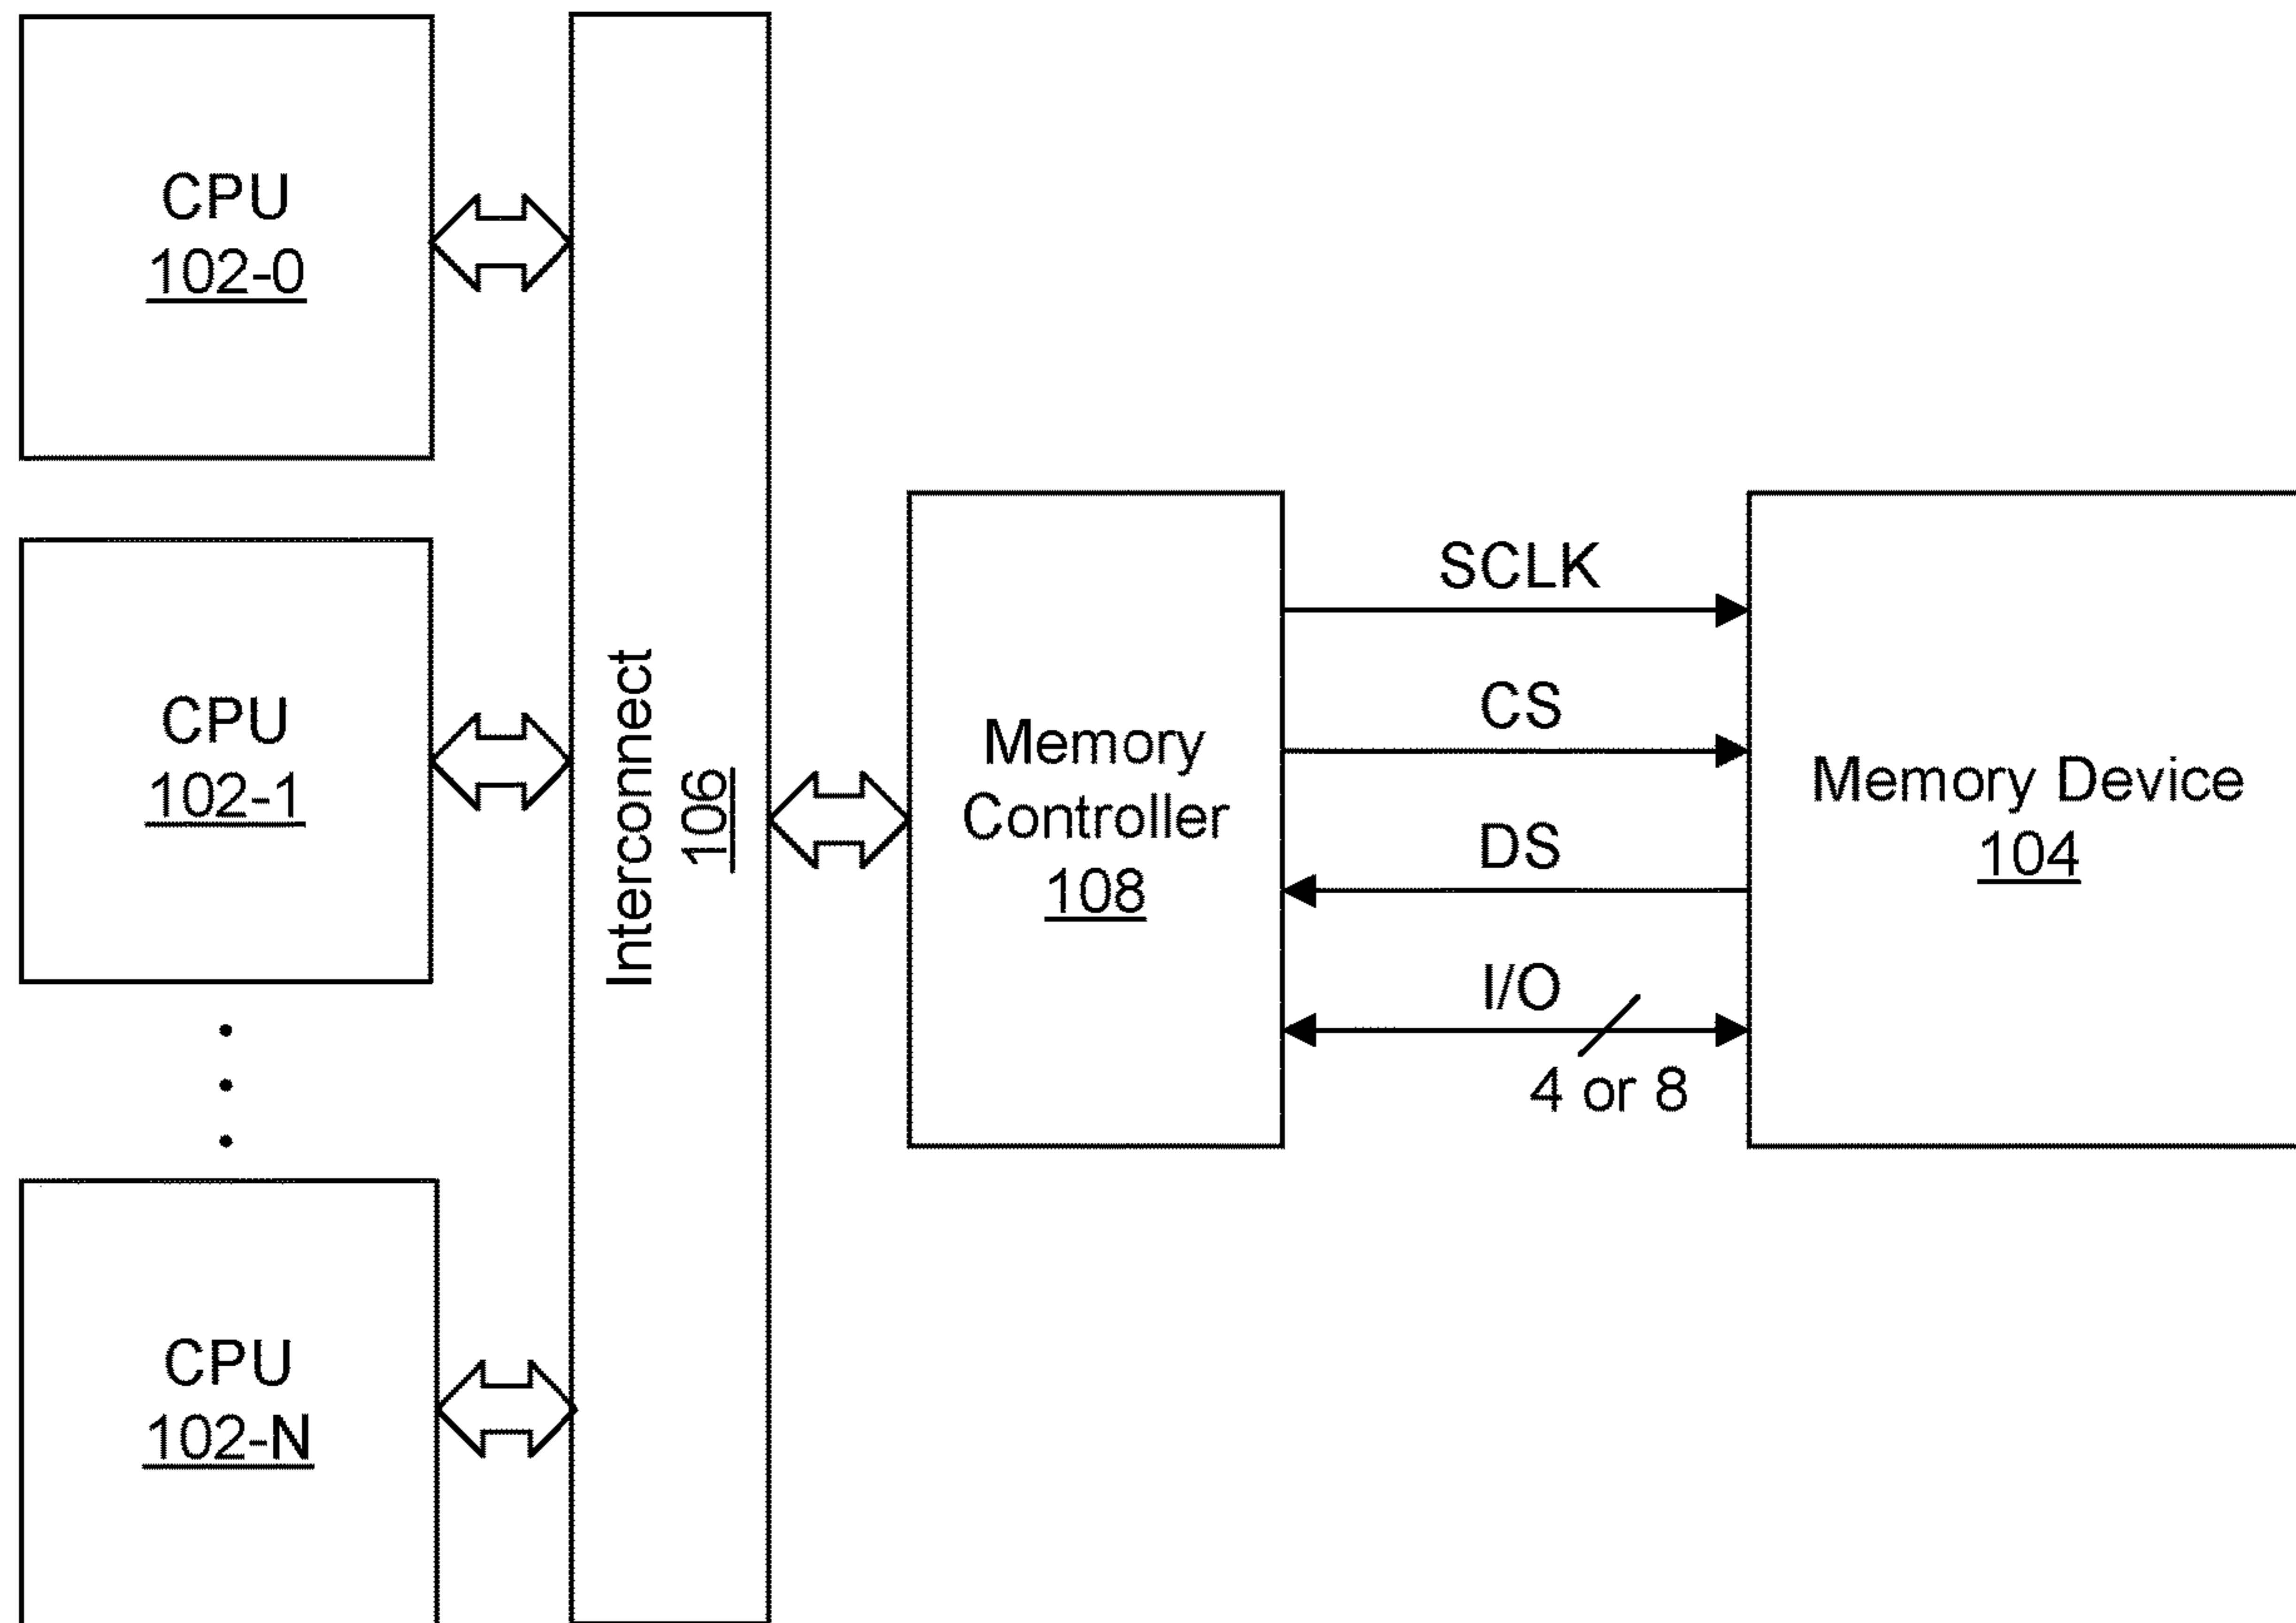 CPU
102-0
CPU
102-1
CPU
102-N
Interconnect
106
Memory
Controller
108
SCLK
CS
DS
I/O
4 or 8
Memory Device
104